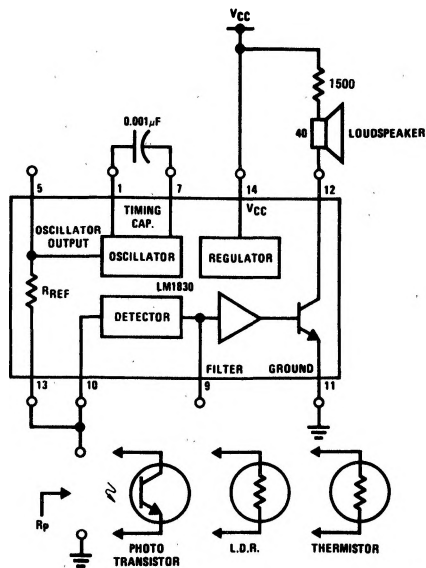 VCC
1500
0.001µF
40 LOUDSPEAKER
5 1 7 14 12
TIMING CAP.
VCC
OSCILLATOR OUTPUT
OSCILLATOR
REGULATOR
LM1830
RREF
DETECTOR
FILTER GROUND
13 10 9 11
RP
PHOTO TRANSISTOR
L.D.R.
THERMISTOR